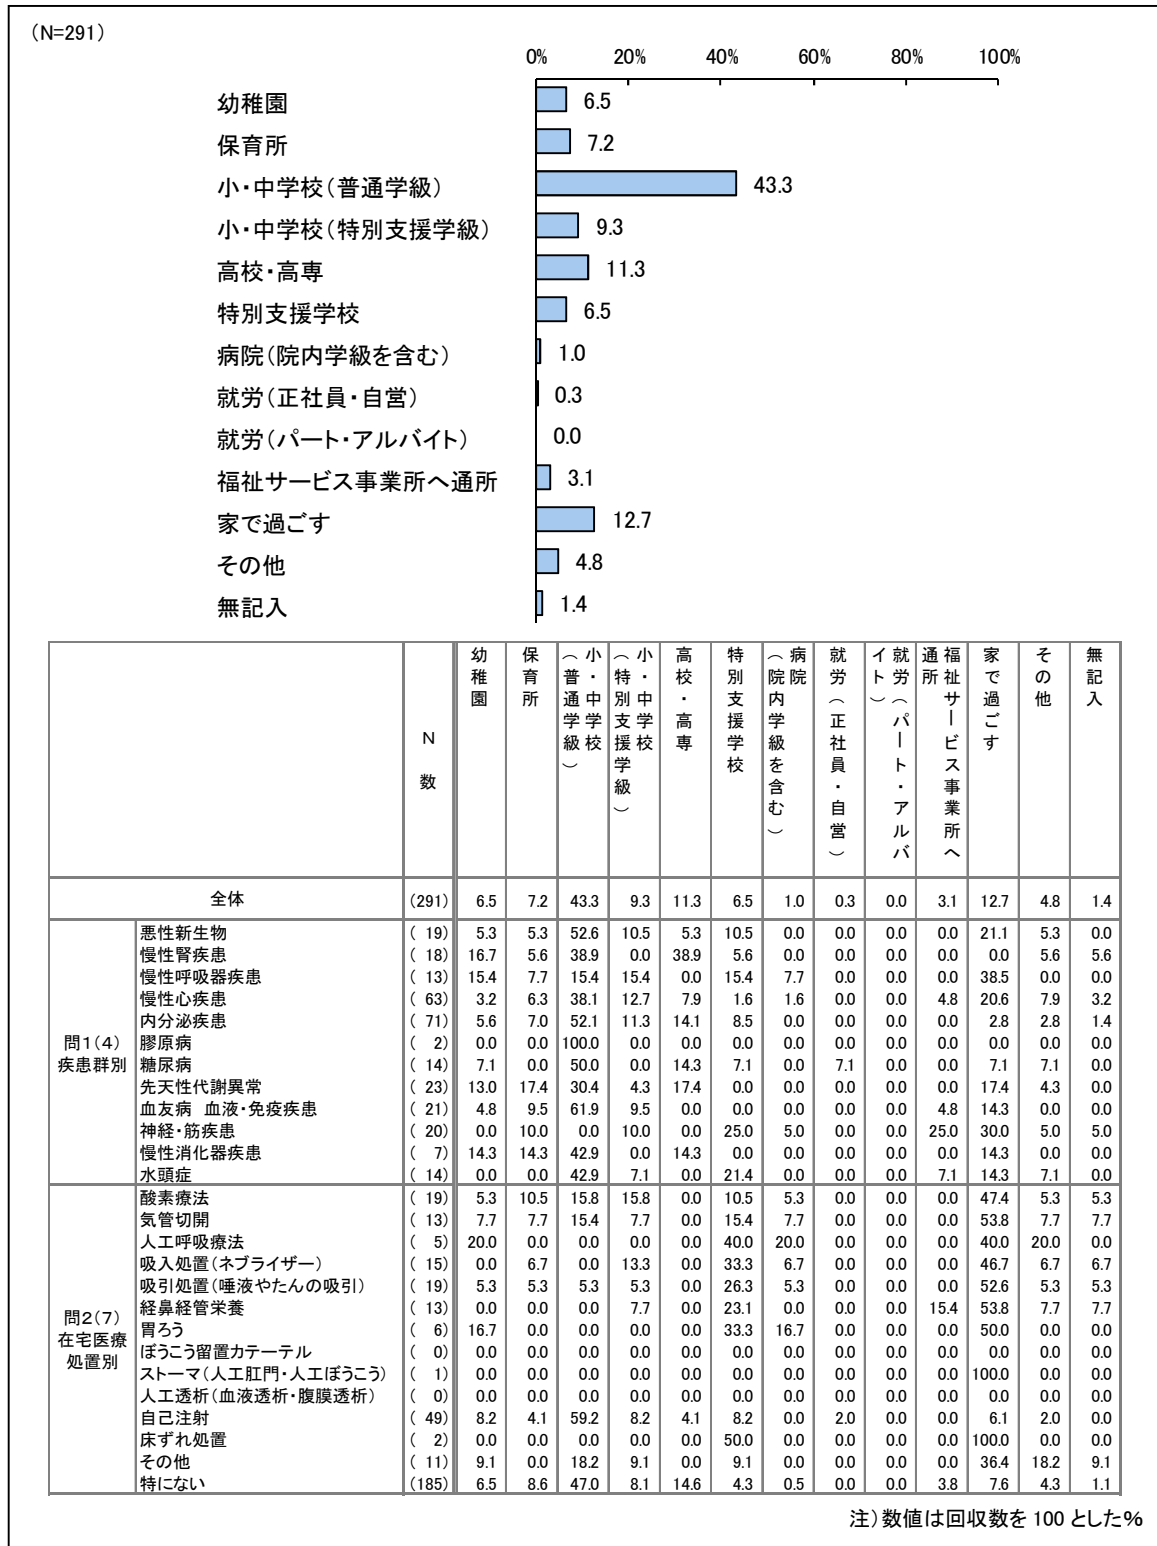 (N=291)
0% 20% 40% 60% 80% 100%
幼稚園 6.5
保育所 7.2
小・中学校(普通学級) 43.3
小・中学校(特別支援学級) 9.3
高校・高専 11.3
特別支援学校 6.5
病院(院内学級を含む) 1.0
就労(正社員・自営) 0.3
就労(パート・アルバイト) 0.0
福祉サービス事業所へ通所 3.1
家で過ごす 12.7
その他 4.8
無記入 1.4
N数 幼稚園 保育所 小・中学校(普通学級) 小・中学校(特別支援学級) 高校・高専 特別支援学校 病院(院内学級を含む) 就労(正社員・自営) 就労(パート・アルバイト) 福祉サービス事業所へ通所 家で過ごす その他 無記入
全体 (291) 6.5 7.2 43.3 9.3 11.3 6.5 1.0 0.3 0.0 3.1 12.7 4.8 1.4
問1(4)
疾患群別
悪性新生物 ( 19) 5.3 5.3 52.6 10.5 5.3 10.5 0.0 0.0 0.0 0.0 21.1 5.3 0.0
慢性腎疾患 ( 18) 16.7 5.6 38.9 0.0 38.9 5.6 0.0 0.0 0.0 0.0 0.0 5.6 5.6
慢性呼吸器疾患 ( 13) 15.4 7.7 15.4 15.4 0.0 15.4 7.7 0.0 0.0 0.0 38.5 0.0 0.0
慢性心疾患 ( 63) 3.2 6.3 38.1 12.7 7.9 1.6 1.6 0.0 0.0 4.8 20.6 7.9 3.2
内分泌疾患 ( 71) 5.6 7.0 52.1 11.3 14.1 8.5 0.0 0.0 0.0 0.0 2.8 2.8 1.4
膠原病 ( 2) 0.0 0.0 100.0 0.0 0.0 0.0 0.0 0.0 0.0 0.0 0.0 0.0 0.0
糖尿病 ( 14) 7.1 0.0 50.0 0.0 14.3 7.1 0.0 7.1 0.0 0.0 7.1 7.1 0.0
先天性代謝異常 ( 23) 13.0 17.4 30.4 4.3 17.4 0.0 0.0 0.0 0.0 0.0 17.4 4.3 0.0
血友病 血液・免疫疾患 ( 21) 4.8 9.5 61.9 9.5 0.0 0.0 0.0 0.0 0.0 4.8 14.3 0.0 0.0
神経・筋疾患 ( 20) 0.0 10.0 0.0 10.0 0.0 25.0 5.0 0.0 0.0 25.0 30.0 5.0 5.0
慢性消化器疾患 ( 7) 14.3 14.3 42.9 0.0 14.3 0.0 0.0 0.0 0.0 0.0 14.3 0.0 0.0
水頭症 ( 14) 0.0 0.0 42.9 7.1 0.0 21.4 0.0 0.0 0.0 7.1 14.3 7.1 0.0
問2(7)
在宅医療
処置別
酸素療法 ( 19) 5.3 10.5 15.8 15.8 0.0 10.5 5.3 0.0 0.0 0.0 47.4 5.3 5.3
気管切開 ( 13) 7.7 7.7 15.4 7.7 0.0 15.4 7.7 0.0 0.0 0.0 53.8 7.7 7.7
人工呼吸療法 ( 5) 20.0 0.0 0.0 0.0 0.0 40.0 20.0 0.0 0.0 0.0 40.0 20.0 0.0
吸入処置(ネブライザー) ( 15) 0.0 6.7 0.0 13.3 0.0 33.3 6.7 0.0 0.0 0.0 46.7 6.7 6.7
吸引処置(唾液やたんの吸引) ( 19) 5.3 5.3 5.3 5.3 0.0 26.3 5.3 0.0 0.0 0.0 52.6 5.3 5.3
経鼻経管栄養 ( 13) 0.0 0.0 0.0 7.7 0.0 23.1 0.0 0.0 0.0 15.4 53.8 7.7 7.7
胃ろう ( 6) 16.7 0.0 0.0 0.0 0.0 33.3 16.7 0.0 0.0 0.0 50.0 0.0 0.0
ぼうこう留置カテーテル ( 0) 0.0 0.0 0.0 0.0 0.0 0.0 0.0 0.0 0.0 0.0 0.0 0.0 0.0
ストーマ(人工肛門・人工ぼうこう) ( 1) 0.0 0.0 0.0 0.0 0.0 0.0 0.0 0.0 0.0 0.0 100.0 0.0 0.0
人工透析(血液透析・腹膜透析) ( 0) 0.0 0.0 0.0 0.0 0.0 0.0 0.0 0.0 0.0 0.0 0.0 0.0 0.0
自己注射 ( 49) 8.2 4.1 59.2 8.2 4.1 8.2 0.0 2.0 0.0 0.0 6.1 2.0 0.0
床ずれ処置 ( 2) 0.0 0.0 0.0 0.0 0.0 50.0 0.0 0.0 0.0 0.0 100.0 0.0 0.0
その他 ( 11) 9.1 0.0 18.2 9.1 0.0 9.1 0.0 0.0 0.0 0.0 36.4 18.2 9.1
特にない (185) 6.5 8.6 47.0 8.1 14.6 4.3 0.5 0.0 0.0 3.8 7.6 4.3 1.1
注)数値は回収数を 100 とした%